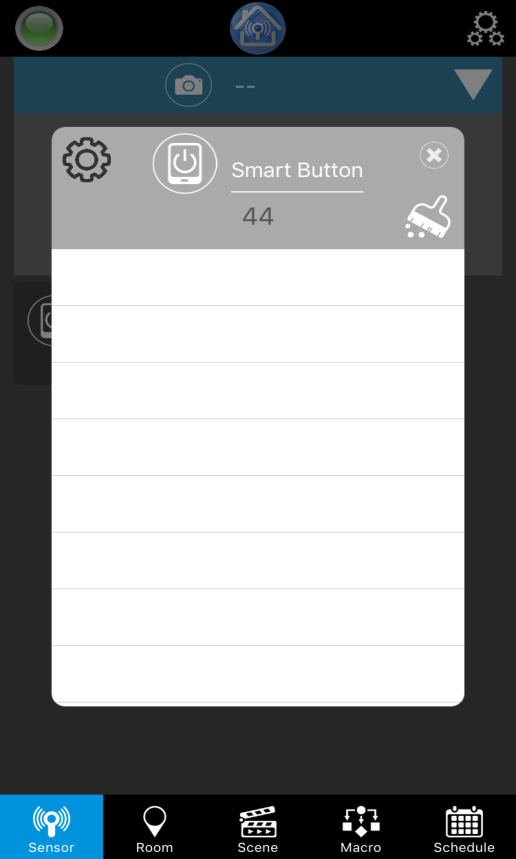 --
Smart Button
44
Sensor
Room
Scene
Macro
Schedule